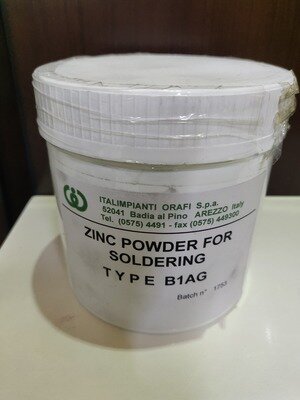 ITALIMPIANTI ORAFI S.p.a.
52041 Badia al Pino AREZZO Italy
Tel. (0575) 4491 - fax (0575) 449300
ZINC POWDER FOR
SOLDERING
TYPE B1AG
Batch n° 1753